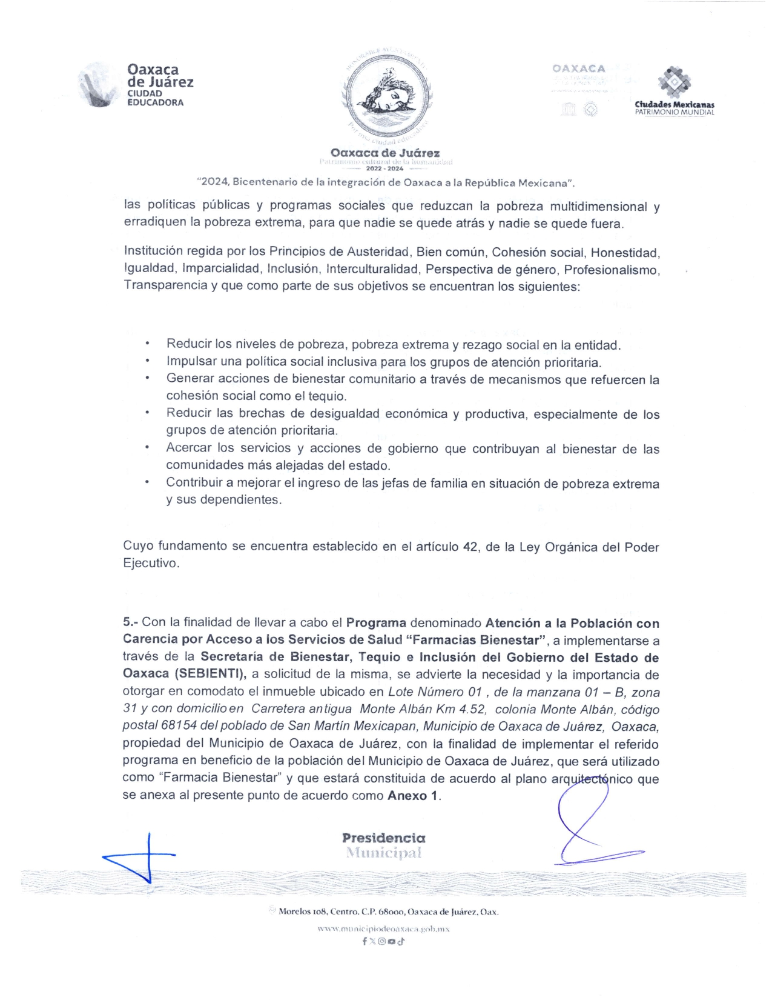 Oaxaca
de Juárez
CIUDAD
EDUCADORA
HONORABLE AYUNTAMIENTO
Por una ciudad educadora
Oaxaca de Juárez
Patrimonio cultural de la humanidad
2022 - 2024
OAXACA
Ciudades Mexicanas
PATRIMONIO MUNDIAL
“2024, Bicentenario de la integración de Oaxaca a la República Mexicana”.
las políticas públicas y programas sociales que reduzcan la pobreza multidimensional y
erradiquen la pobreza extrema, para que nadie se quede atrás y nadie se quede fuera.
Institución regida por los Principios de Austeridad, Bien común, Cohesión social, Honestidad,
Igualdad, Imparcialidad, Inclusión, Interculturalidad, Perspectiva de género, Profesionalismo,
Transparencia y que como parte de sus objetivos se encuentran los siguientes:
• Reducir los niveles de pobreza, pobreza extrema y rezago social en la entidad.
• Impulsar una política social inclusiva para los grupos de atención prioritaria.
• Generar acciones de bienestar comunitario a través de mecanismos que refuercen la
cohesión social como el tequio.
• Reducir las brechas de desigualdad económica y productiva, especialmente de los
grupos de atención prioritaria.
• Acercar los servicios y acciones de gobierno que contribuyan al bienestar de las
comunidades más alejadas del estado.
• Contribuir a mejorar el ingreso de las jefas de familia en situación de pobreza extrema
y sus dependientes.
Cuyo fundamento se encuentra establecido en el artículo 42, de la Ley Orgánica del Poder
Ejecutivo.
5.- Con la finalidad de llevar a cabo el Programa denominado Atención a la Población con
Carencia por Acceso a los Servicios de Salud “Farmacias Bienestar”, a implementarse a
través de la Secretaría de Bienestar, Tequio e Inclusión del Gobierno del Estado de
Oaxaca (SEBIENTI), a solicitud de la misma, se advierte la necesidad y la importancia de
otorgar en comodato el inmueble ubicado en Lote Número 01 , de la manzana 01 – B, zona
31 y con domicilio en Carretera antigua Monte Albán Km 4.52, colonia Monte Albán, código
postal 68154 del poblado de San Martín Mexicapan, Municipio de Oaxaca de Juárez, Oaxaca,
propiedad del Municipio de Oaxaca de Juárez, con la finalidad de implementar el referido
programa en beneficio de la población del Municipio de Oaxaca de Juárez, que será utilizado
como “Farmacia Bienestar” y que estará constituida de acuerdo al plano arquitectónico que
se anexa al presente punto de acuerdo como Anexo 1.
Presidencia
Municipal
Morelos 108, Centro. C.P. 68000, Oaxaca de Juárez, Oax.
www.municipiodeoaxaca.gob.mx